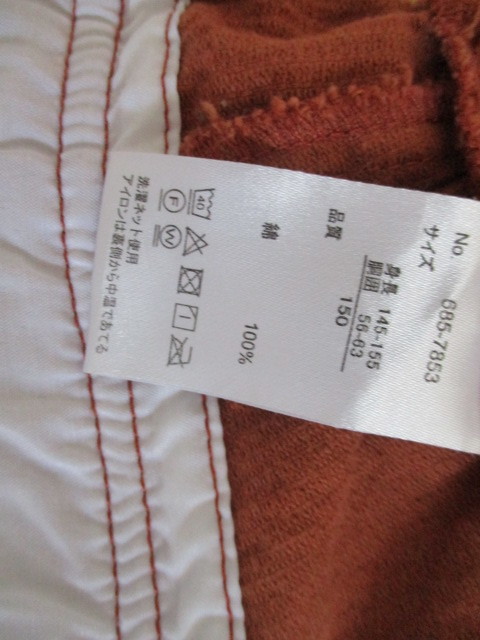 No 685-7853
サイズ
身長 145-155
胴囲 56-63
150
品質
綿 100%
40
F W
洗濯ネット使用
アイロンは裏側から中温であてる